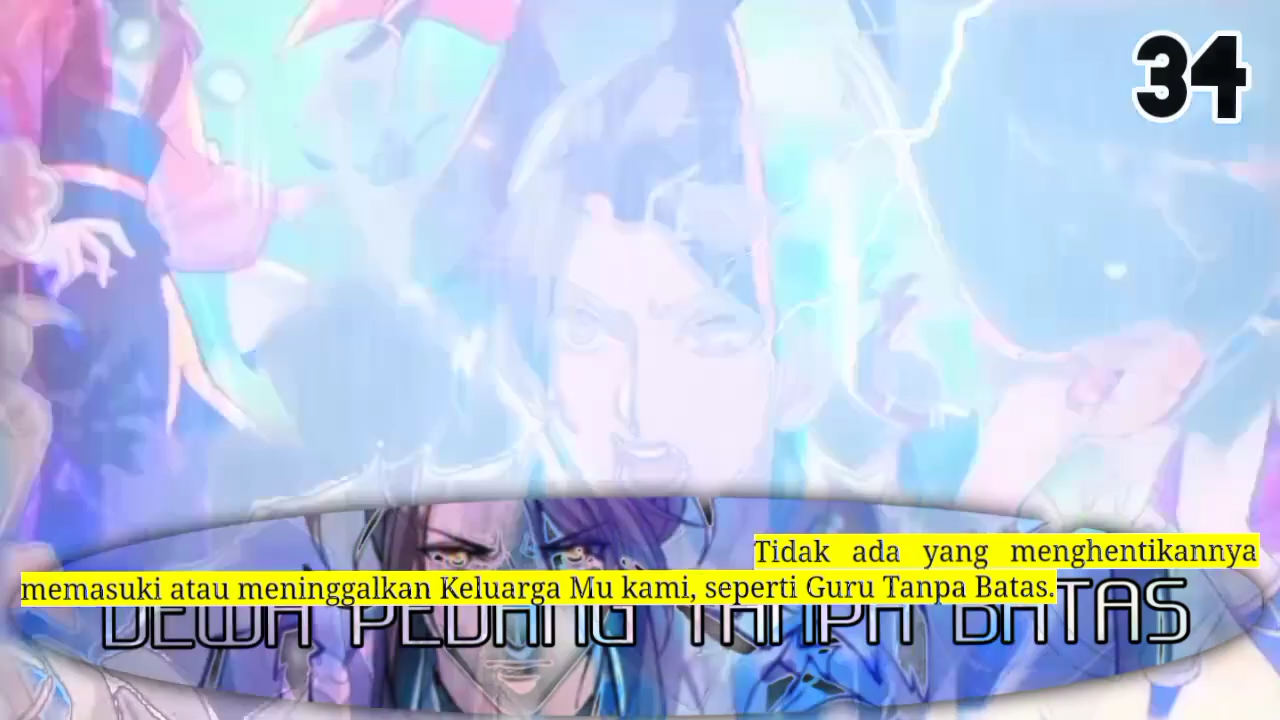 34
Tidak ada yang menghentikannya
memasuki atau meninggalkan Keluarga Mu kami, seperti Guru Tanpa Batas.
DEWA PEDANG TANPA BATAS